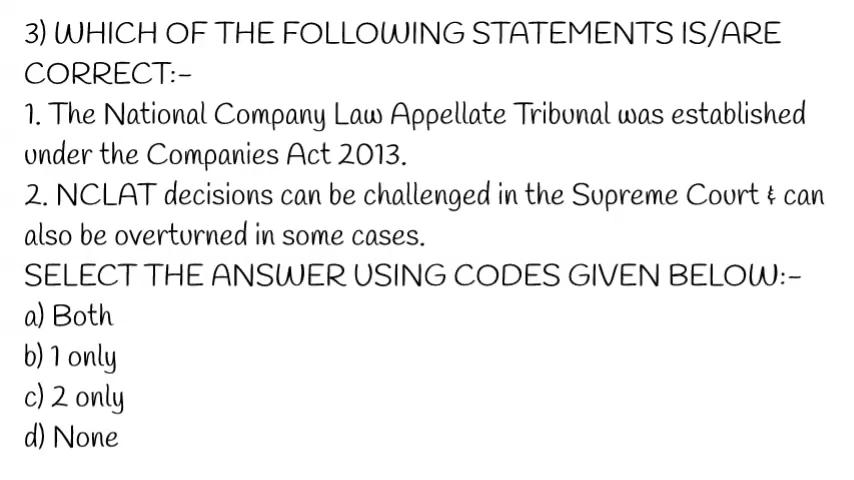 3) WHICH OF THE FOLLOWING STATEMENTS IS/ARE
CORRECT:-
1. The National Company Law Appellate Tribunal was established
under the Companies Act 2013.
2. NCLAT decisions can be challenged in the Supreme Court & can
also be overturned in some cases.
SELECT THE ANSWER USING CODES GIVEN BELOW:-
a) Both
b) 1 only
c) 2 only
d) None